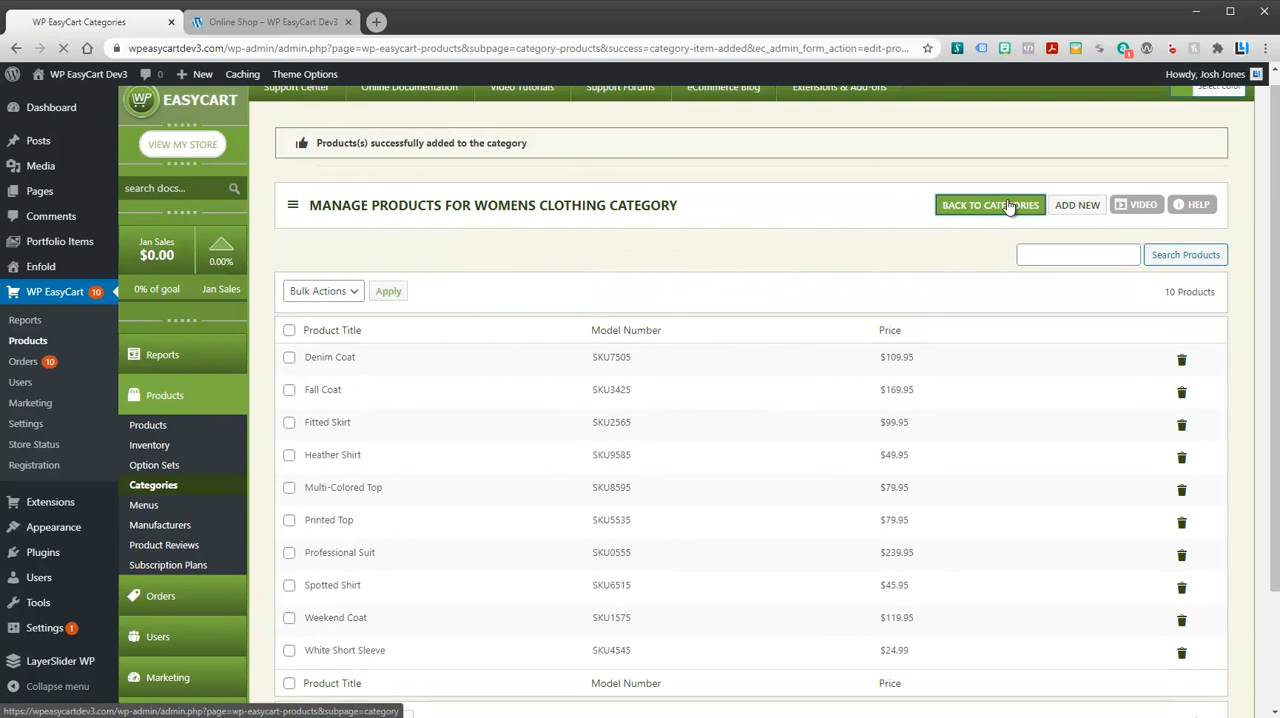 WP EasyCart Categories
Online Shop – WP EasyCart Dev3
wpeasycartdev3.com/wp-admin/admin.php?page=wp-easycart-products&subpage=category-products&success=category-item-added&ec_admin_form_action=edit-pro...
WP EasyCart Dev3 0 New Caching Theme Options Howdy, Josh Jones
Support Center Online Documentation Video Tutorials Support Forums eCommerce Blog Extensions & Add-ons Select Color
WP EASYCART
VIEW MY STORE
search docs...
Jan Sales
$0.00
0.00%
0% of goal Jan Sales
Dashboard
Posts
Media
Pages
Comments
Portfolio Items
Enfold
WP EasyCart 10
Reports
Products
Orders 10
Users
Marketing
Settings
Store Status
Registration
Extensions
Appearance
Plugins
Users
Tools
Settings 1
LayerSlider WP
Collapse menu
Reports
Products
Products
Inventory
Option Sets
Categories
Menus
Manufacturers
Product Reviews
Subscription Plans
Orders
Users
Marketing
Products(s) successfully added to the category
MANAGE PRODUCTS FOR WOMENS CLOTHING CATEGORY
BACK TO CATEGORIES ADD NEW VIDEO HELP
Search Products
Bulk Actions Apply 10 Products
Product Title Model Number Price
Denim Coat SKU7505 $109.95
Fall Coat SKU3425 $169.95
Fitted Skirt SKU2565 $99.95
Heather Shirt SKU9585 $49.95
Multi-Colored Top SKU8595 $79.95
Printed Top SKU5535 $79.95
Professional Suit SKU0555 $239.95
Spotted Shirt SKU6515 $45.95
Weekend Coat SKU1575 $119.95
White Short Sleeve SKU4545 $24.99
Product Title Model Number Price
https://wpeasycartdev3.com/wp-admin/admin.php?page=wp-easycart-products&subpage=category